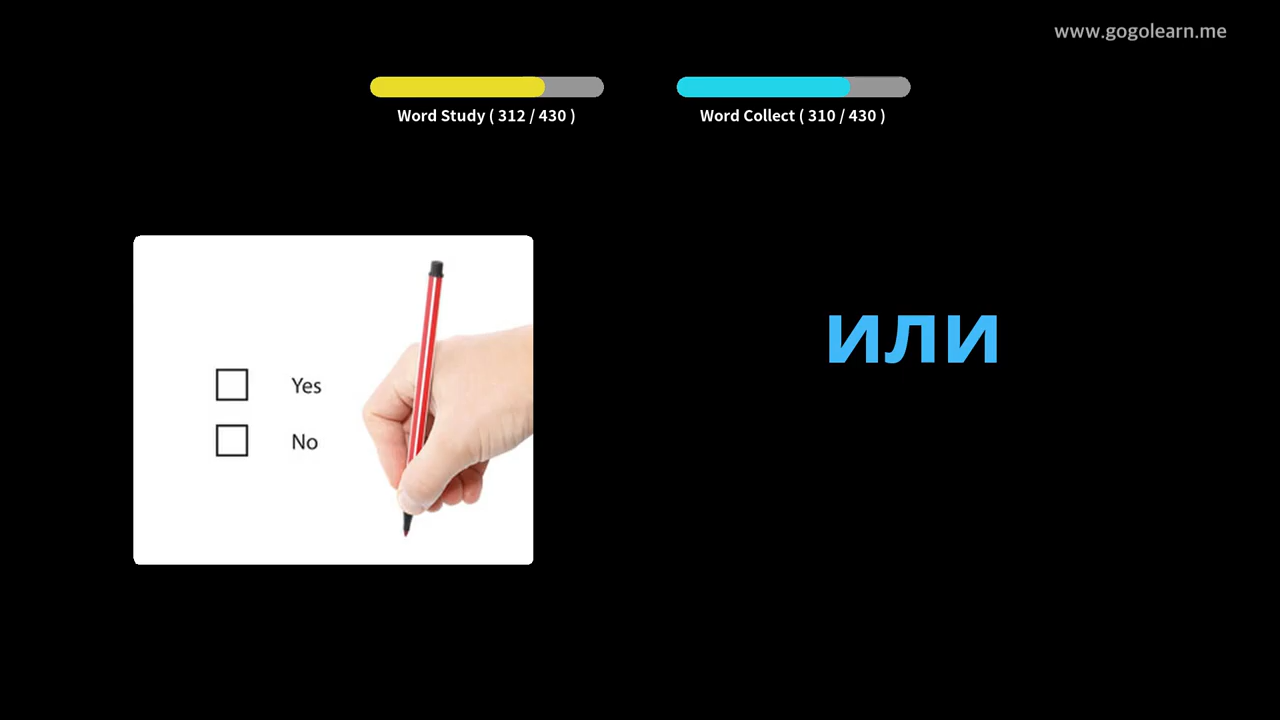 www.gogolearn.me
Word Study ( 312 / 430 )
Word Collect ( 310 / 430 )
Yes
No
или